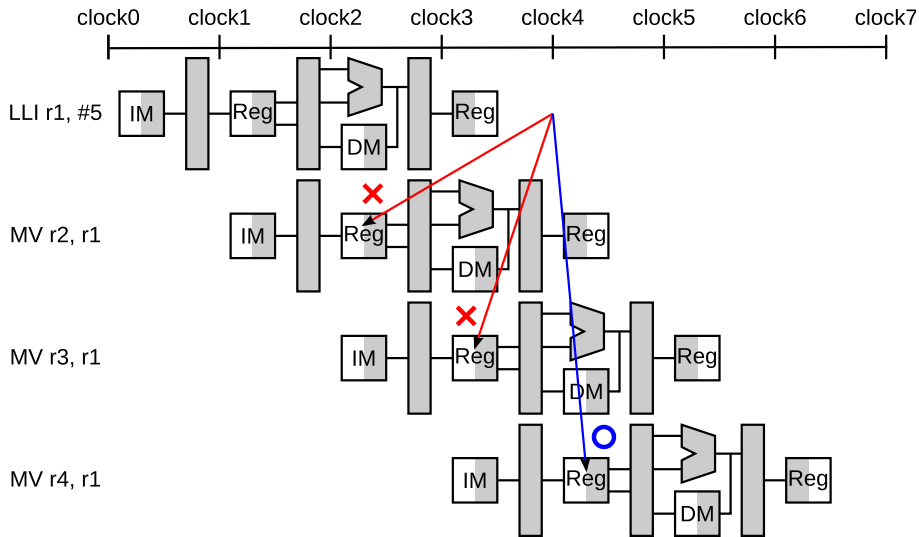 clock0 clock1 clock2 clock3 clock4 clock5 clock6 clock7
LLI r1, #5 IM Reg DM Reg
MV r2, r1 IM Reg DM Reg
MV r3, r1 IM Reg DM Reg
MV r4, r1 IM Reg DM Reg